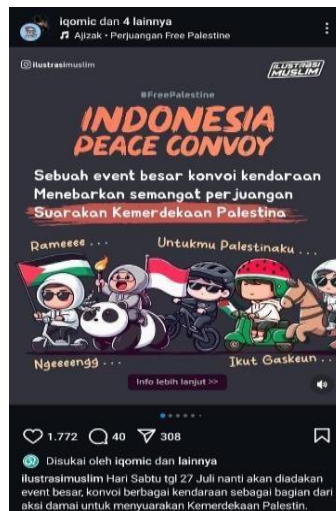 iqomic dan 4 lainnya
Ajizak • Perjuangan Free Palestine
ilustrasimuslim
ILUSTRASI
MUSLIM
#FreePalestine
INDONESIA
PEACE CONVOY
Sebuah event besar konvoi kendaraan
Menebarkan semangat perjuangan
Suarakan Kemerdekaan Palestina
Rameeee ...
Untukmu Palestinaku ...
Ngeeeengg ...
Ikut Gaskeun ...
Info lebih lanjut >>
1.772 40 308
Disukai oleh iqomic dan lainnya
ilustrasimuslim Hari Sabtu tgl 27 Juli nanti akan diadakan
event besar, konvoi berbagai kendaraan sebagai bagian dari
aksi damai untuk menyuarakan Kemerdekaan Palestin.